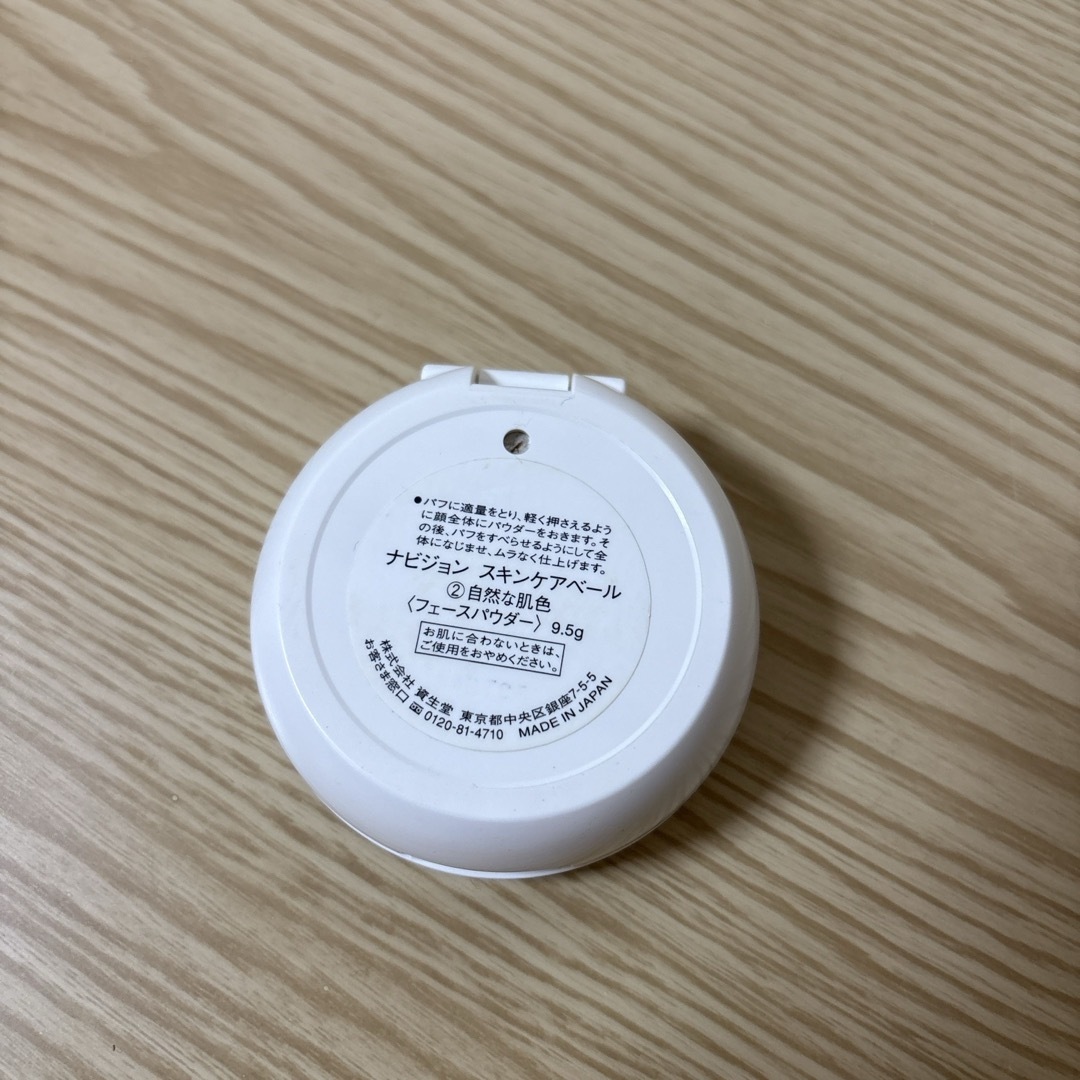 ●パフに適量をとり、軽く押さえるよう
に顔全体にパウダーをおきます。そ
の後、パフをすべらせるようにして全
体になじませ、ムラなく仕上げます。
ナビジョン スキンケアベール
②自然な肌色
〈フェースパウダー〉 9.5g
お肌に合わないときは、
ご使用をおやめください。
株式会社 資生堂 東京都中央区銀座7-5-5
お客さま窓口 0120-81-4710 MADE IN JAPAN